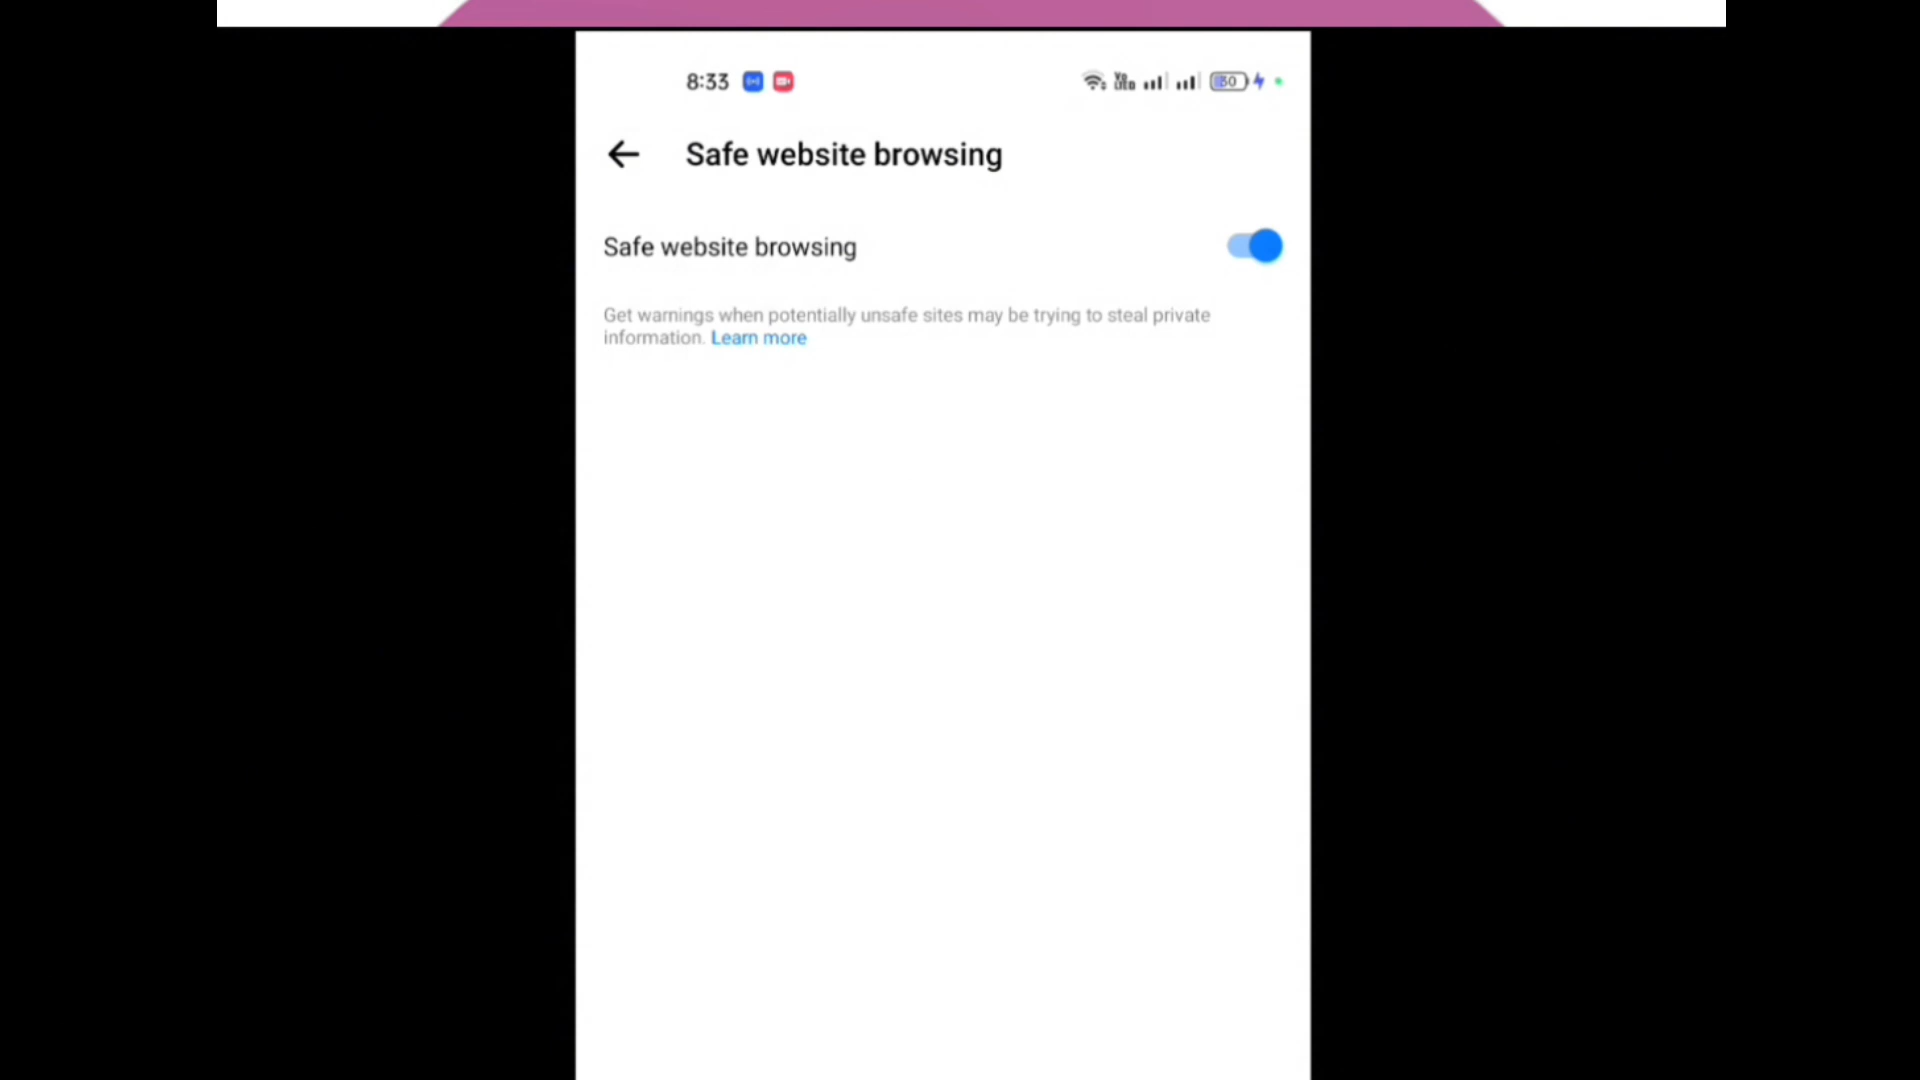 8:33
Safe website browsing
Safe website browsing
Get warnings when potentially unsafe sites may be trying to steal private
information. Learn more